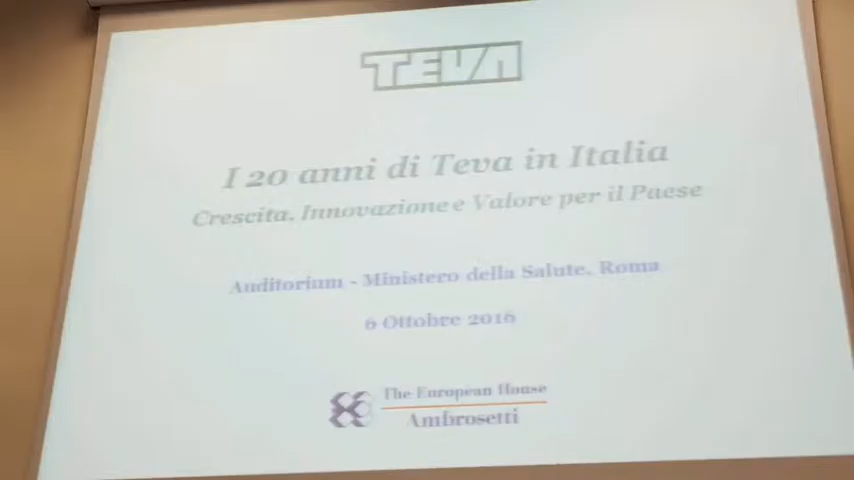 TEVA
I 20 anni di Teva in Italia
Crescita, Innovazione e Valore per il Paese
Auditorium - Ministero della Salute, Roma
6 Ottobre 2016
The European House
Ambrosetti